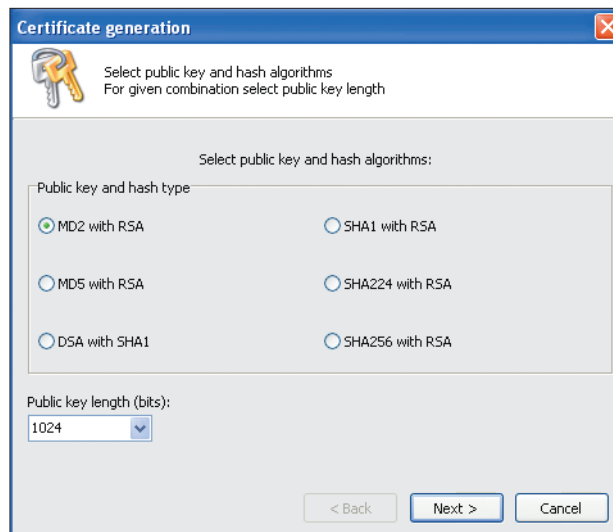 Certificate generation
Select public key and hash algorithms
For given combination select public key length
Select public key and hash algorithms:
Public key and hash type
MD2 with RSA
SHA1 with RSA
MD5 with RSA
SHA224 with RSA
DSA with SHA1
SHA256 with RSA
Public key length (bits):
1024
< Back
Next >
Cancel